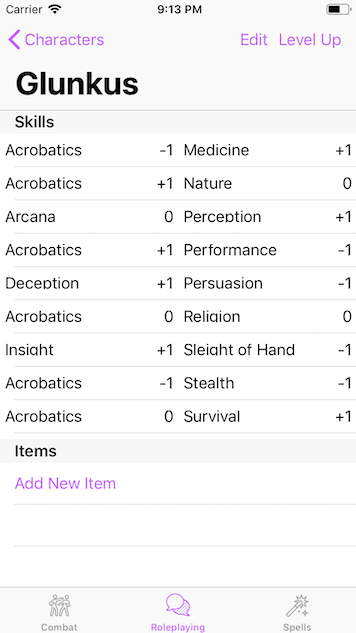 Carrier 9:13 PM
Characters Edit Level Up
Glunkus
Skills
Acrobatics -1 Medicine +1
Acrobatics +1 Nature 0
Arcana 0 Perception +1
Acrobatics +1 Performance -1
Deception +1 Persuasion -1
Acrobatics 0 Religion 0
Insight +1 Sleight of Hand -1
Acrobatics -1 Stealth -1
Acrobatics 0 Survival +1
Items
Add New Item
Combat Roleplaying Spells